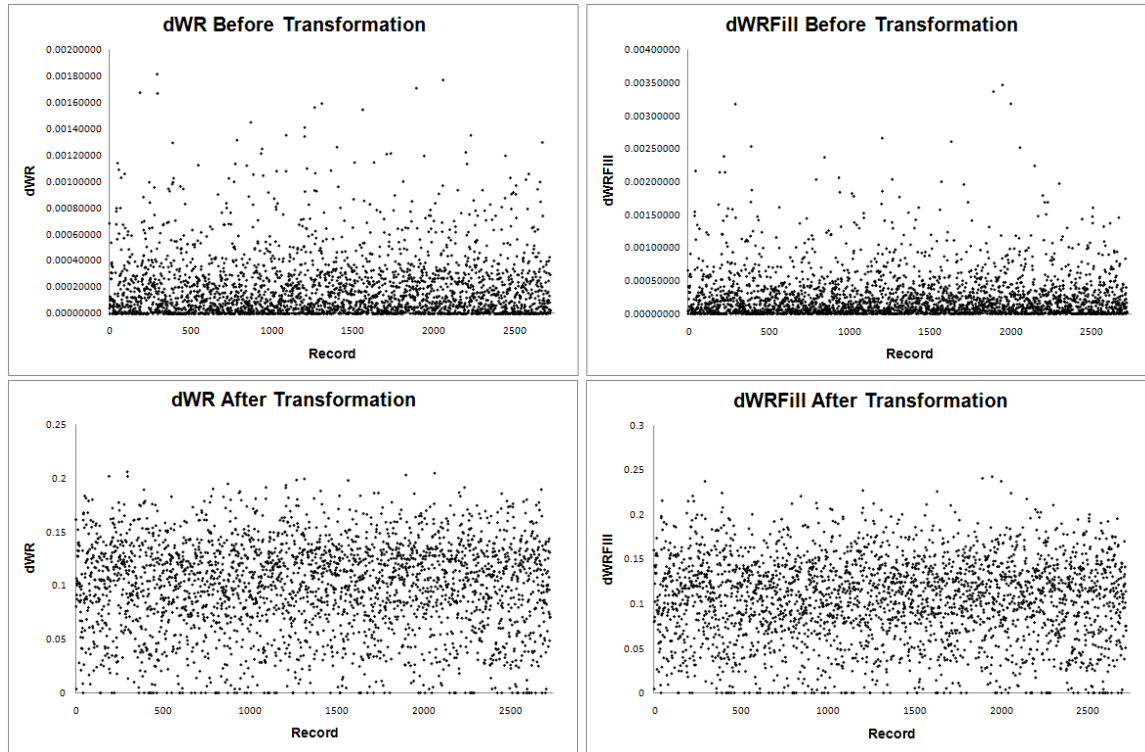 dWR Before Transformation
0.00200000
0.00180000
0.00160000
0.00140000
0.00120000
0.00100000
0.00080000
0.00060000
0.00040000
0.00020000
0.00000000
dWR
0 500 1000 1500 2000 2500
Record
dWRFill Before Transformation
0.00400000
0.00350000
0.00300000
0.00250000
0.00200000
0.00150000
0.00100000
0.00050000
0.00000000
dWRFill
0 500 1000 1500 2000 2500
Record
dWR After Transformation
0.25
0.2
0.15
0.1
0.05
0
dWR
0 500 1000 1500 2000 2500
Record
dWRFill After Transformation
0.3
0.25
0.2
0.15
0.1
0.05
0
dWRFill
0 500 1000 1500 2000 2500
Record